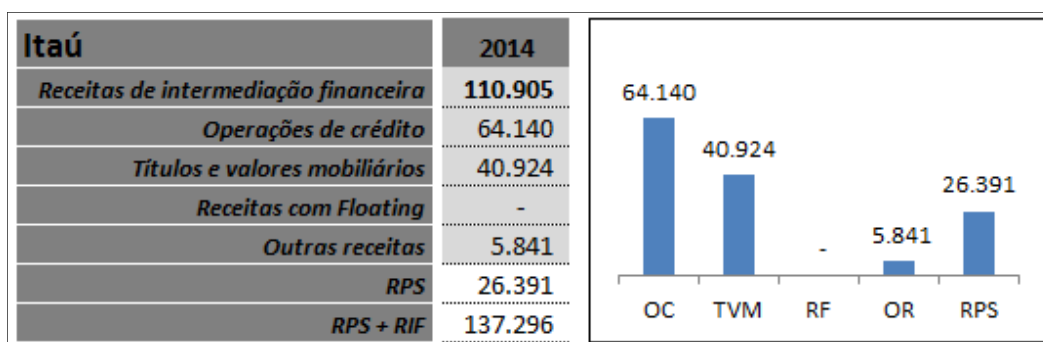 Itaú 2014
Receitas de intermediação financeira 110.905
Operações de crédito 64.140
Títulos e valores mobiliários 40.924
Receitas com Floating -
Outras receitas 5.841
RPS 26.391
RPS + RIF 137.296
64.140
40.924
-
5.841
26.391
OC TVM RF OR RPS